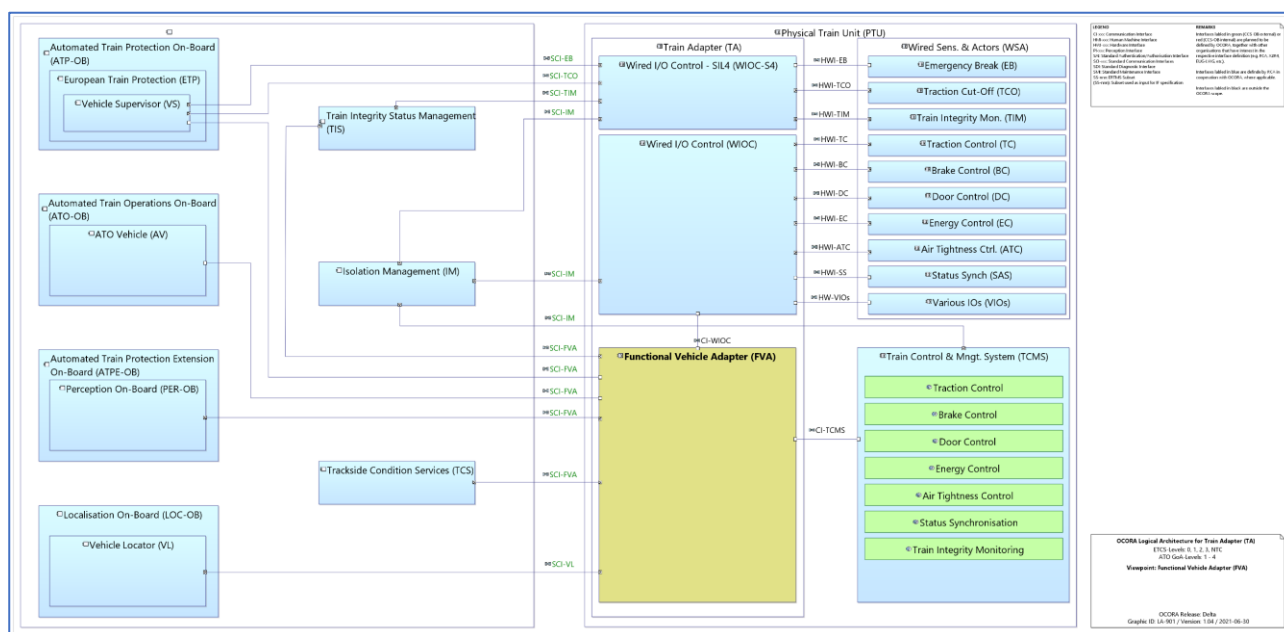 Automated Train Protection On-Board
(ATP-OB)
European Train Protection (ETP)
Vehicle Supervisor (VS)
Automated Train Operations On-Board
(ATO-OB)
ATO Vehicle (AV)
Automated Train Protection Extension
On-Board (ATPE-OB)
Perception On-Board (PER-OB)
Localisation On-Board (LOC-OB)
Vehicle Locator (VL)
Train Integrity Status Management
(TIS)
Isolation Management (IM)
Trackside Condition Services (TCS)
SCI-EB
SCI-TCO
SCI-TIM
SCI-IM
SCI-IM
SCI-IM
SCI-FVA
SCI-FVA
SCI-FVA
SCI-FVA
SCI-FVA
SCI-VL
Physical Train Unit (PTU)
Train Adapter (TA)
Wired I/O Control - SIL4 (WIOC-S4)
Wired I/O Control (WIOC)
CI-WIOC
Functional Vehicle Adapter (FVA)
CI-TCMS
HWI-EB
HWI-TCO
HWI-TIM
HWI-TC
HWI-BC
HWI-DC
HWI-EC
HWI-ATC
HWI-SS
HW-VIOs
Wired Sens. & Actors (WSA)
Emergency Break (EB)
Traction Cut-Off (TCO)
Train Integrity Mon. (TIM)
Traction Control (TC)
Brake Control (BC)
Door Control (DC)
Energy Control (EC)
Air Tightness Ctrl. (ATC)
Status Synch (SAS)
Various IOs (VIOs)
Train Control & Mngt. System (TCMS)
Traction Control
Brake Control
Door Control
Energy Control
Air Tightness Control
Status Synchronisation
Train Integrity Monitoring
LEGEND
REMARKS
OCORA Logical Architecture for Train Adapter (TA)
ETCS-Levels: 0, 1, 2, 3, NTC
ATO GoA-Levels: 1 - 4
Viewpoint: Functional Vehicle Adapter (FVA)
OCORA Release: Delta
Graphic ID: LA-901 / Version: 1.04 / 2021-06-30